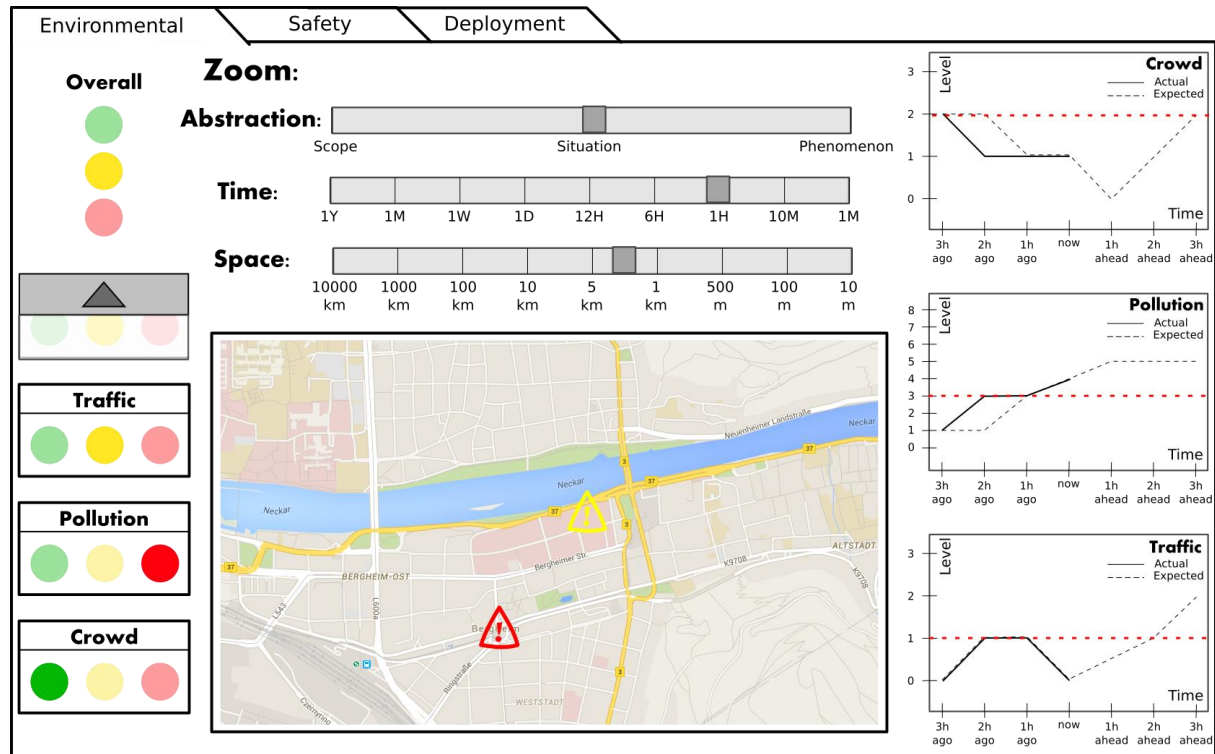 Environmental
Safety
Deployment
Overall
Traffic
Pollution
Crowd
Zoom:
Abstraction:
Scope Situation Phenomenon
Time:
1Y 1M 1W 1D 12H 6H 1H 10M 1M
Space:
10000 1000 100 10 5 1 500 100 10
km km km km km km m m m
Neuenheimer Landstraße
Neckar
37
3
Neckar
37
Neckar
37
3
Bergheimer Str.
ALTSTADT
K9708
K9708
37
BERGHEIM-OST
L600a
L543
Bergheim
Ringstraße
Czernyring
WESTSTADT
3
Crowd
Level
Actual
Expected
3
2
1
0
Time
3h 2h 1h now 1h 2h 3h
ago ago ago ahead ahead ahead
Pollution
Level
Actual
Expected
8
7
6
5
4
3
2
1
0
Time
3h 2h 1h now 1h 2h 3h
ago ago ago ahead ahead ahead
Traffic
Level
Actual
Expected
3
2
1
0
Time
3h 2h 1h now 1h 2h 3h
ago ago ago ahead ahead ahead